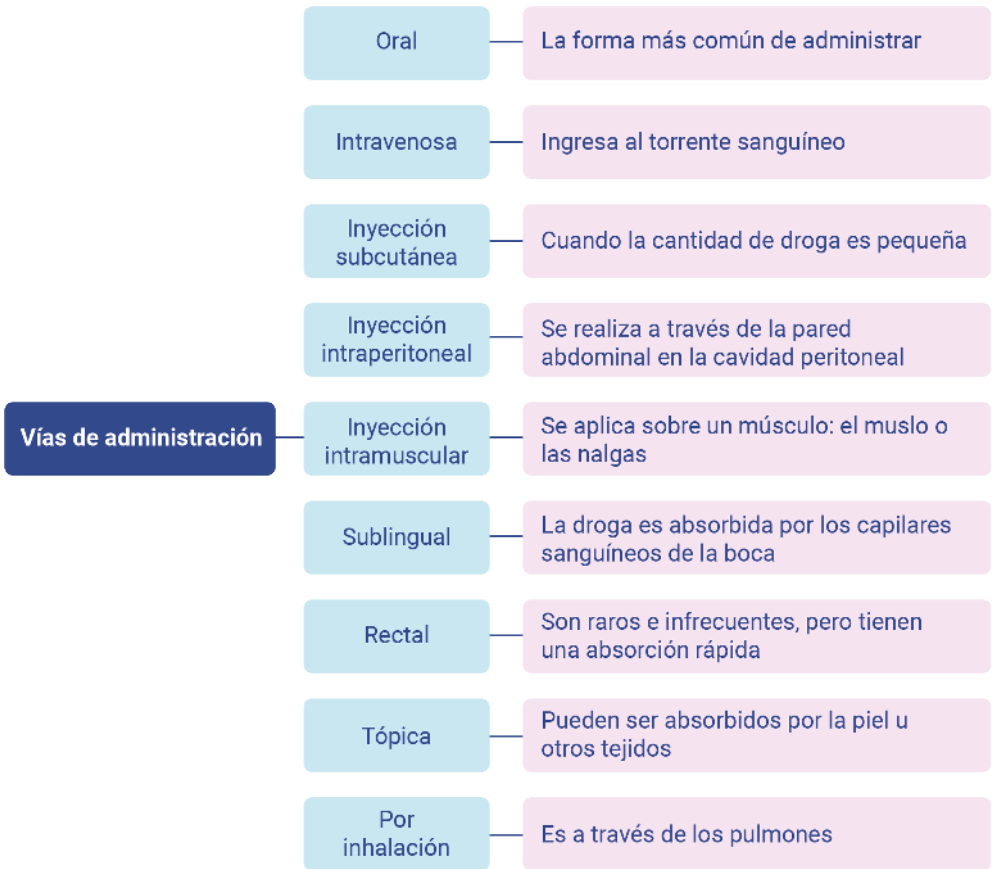 Oral
La forma más común de administrar
Intravenosa
Ingresa al torrente sanguíneo
Inyección
subcutánea
Cuando la cantidad de droga es pequeña
Inyección
intraperitoneal
Se realiza a través de la pared
abdominal en la cavidad peritoneal
Vías de administración
Inyección
intramuscular
Se aplica sobre un músculo: el muslo o
las nalgas
Sublingual
La droga es absorbida por los capilares
sanguíneos de la boca
Rectal
Son raros e infrecuentes, pero tienen
una absorción rápida
Tópica
Pueden ser absorbidos por la piel u
otros tejidos
Por
inhalación
Es a través de los pulmones